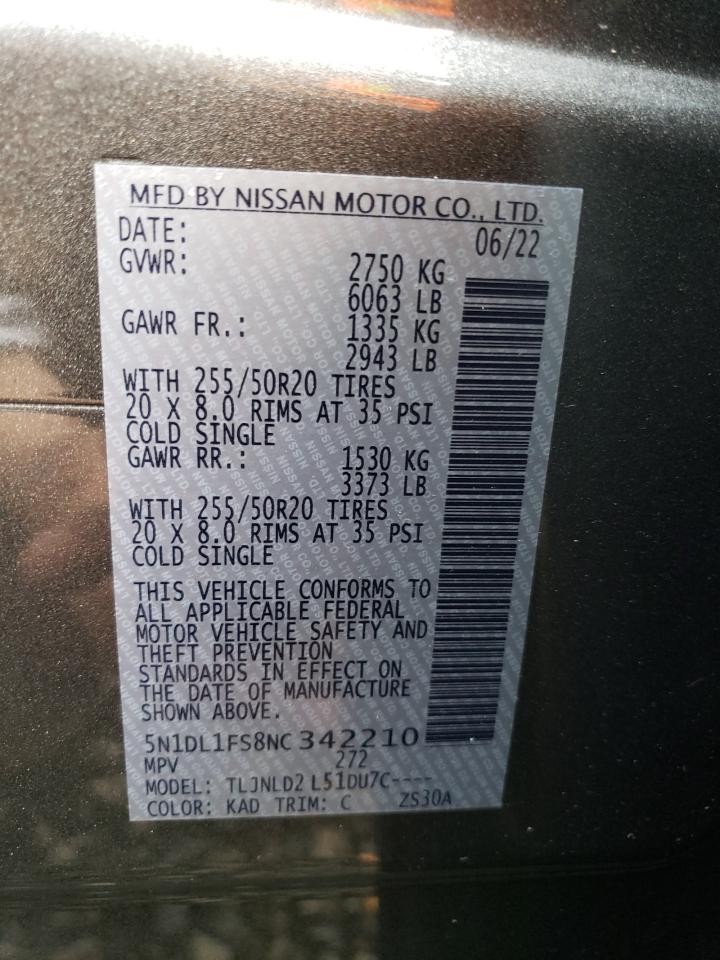 MFD BY NISSAN MOTOR CO., LTD.
DATE: 06/22
GVWR: 2750 KG
6063 LB
GAWR FR.: 1335 KG
2943 LB
WITH 255/50R20 TIRES
20 X 8.0 RIMS AT 35 PSI
COLD SINGLE
GAWR RR.: 1530 KG
3373 LB
WITH 255/50R20 TIRES
20 X 8.0 RIMS AT 35 PSI
COLD SINGLE
THIS VEHICLE CONFORMS TO
ALL APPLICABLE FEDERAL
MOTOR VEHICLE SAFETY AND
THEFT PREVENTION
STANDARDS IN EFFECT ON
THE DATE OF MANUFACTURE
SHOWN ABOVE.
5N1DL1FS8NC342210
MPV 272
MODEL: TLJNLD2 L51DU7C----
COLOR: KAD TRIM: C ZS30A